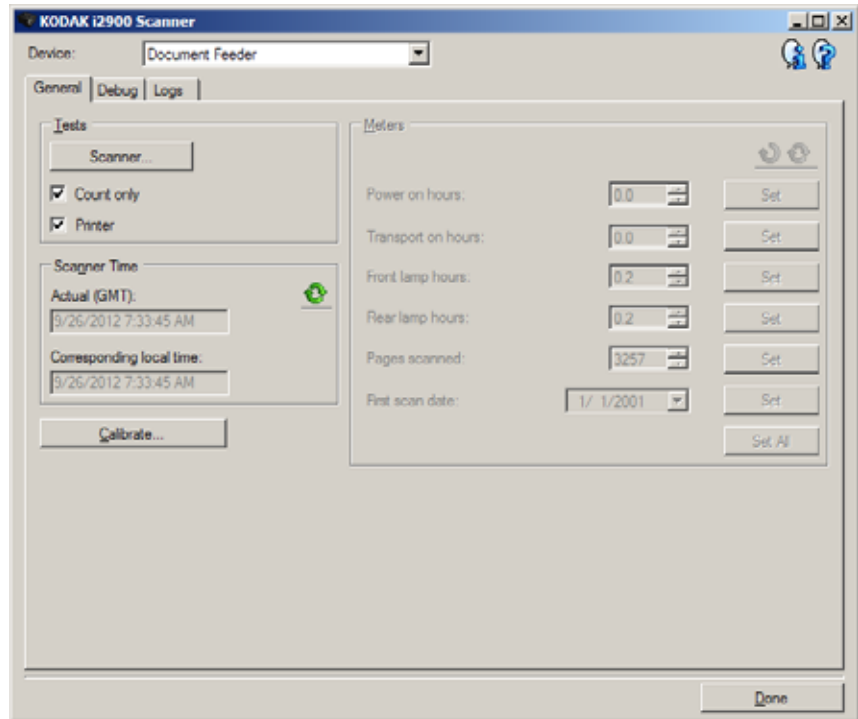 KODAK i2900 Scanner
Device: Document Feeder
General Debug Logs
Tests
Scanner...
Count only
Printer
Scanner Time
Actual (GMT):
9/26/2012 7:33:45 AM
Corresponding local time:
9/26/2012 7:33:45 AM
Calibrate...
Meters
Power on hours: 0.0 Set
Transport on hours: 0.0 Set
Front lamp hours: 0.2 Set
Rear lamp hours: 0.2 Set
Pages scanned: 3257 Set
First scan date: 1/ 1/2001 Set
Set All
Done